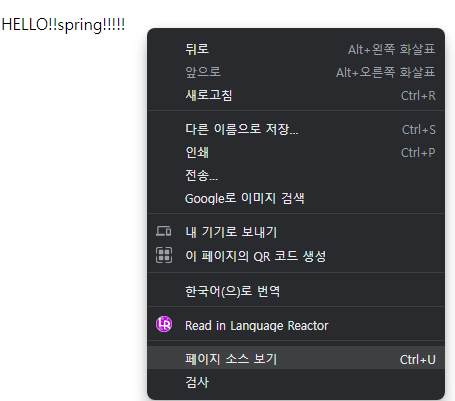 HELLO!!spring!!!!!
뒤로 Alt+왼쪽 화살표
앞으로 Alt+오른쪽 화살표
새로고침 Ctrl+R
다른 이름으로 저장... Ctrl+S
인쇄 Ctrl+P
전송...
Google로 이미지 검색
내 기기로 보내기
이 페이지의 QR 코드 생성
한국어(으)로 번역
LR Read in Language Reactor
페이지 소스 보기 Ctrl+U
검사